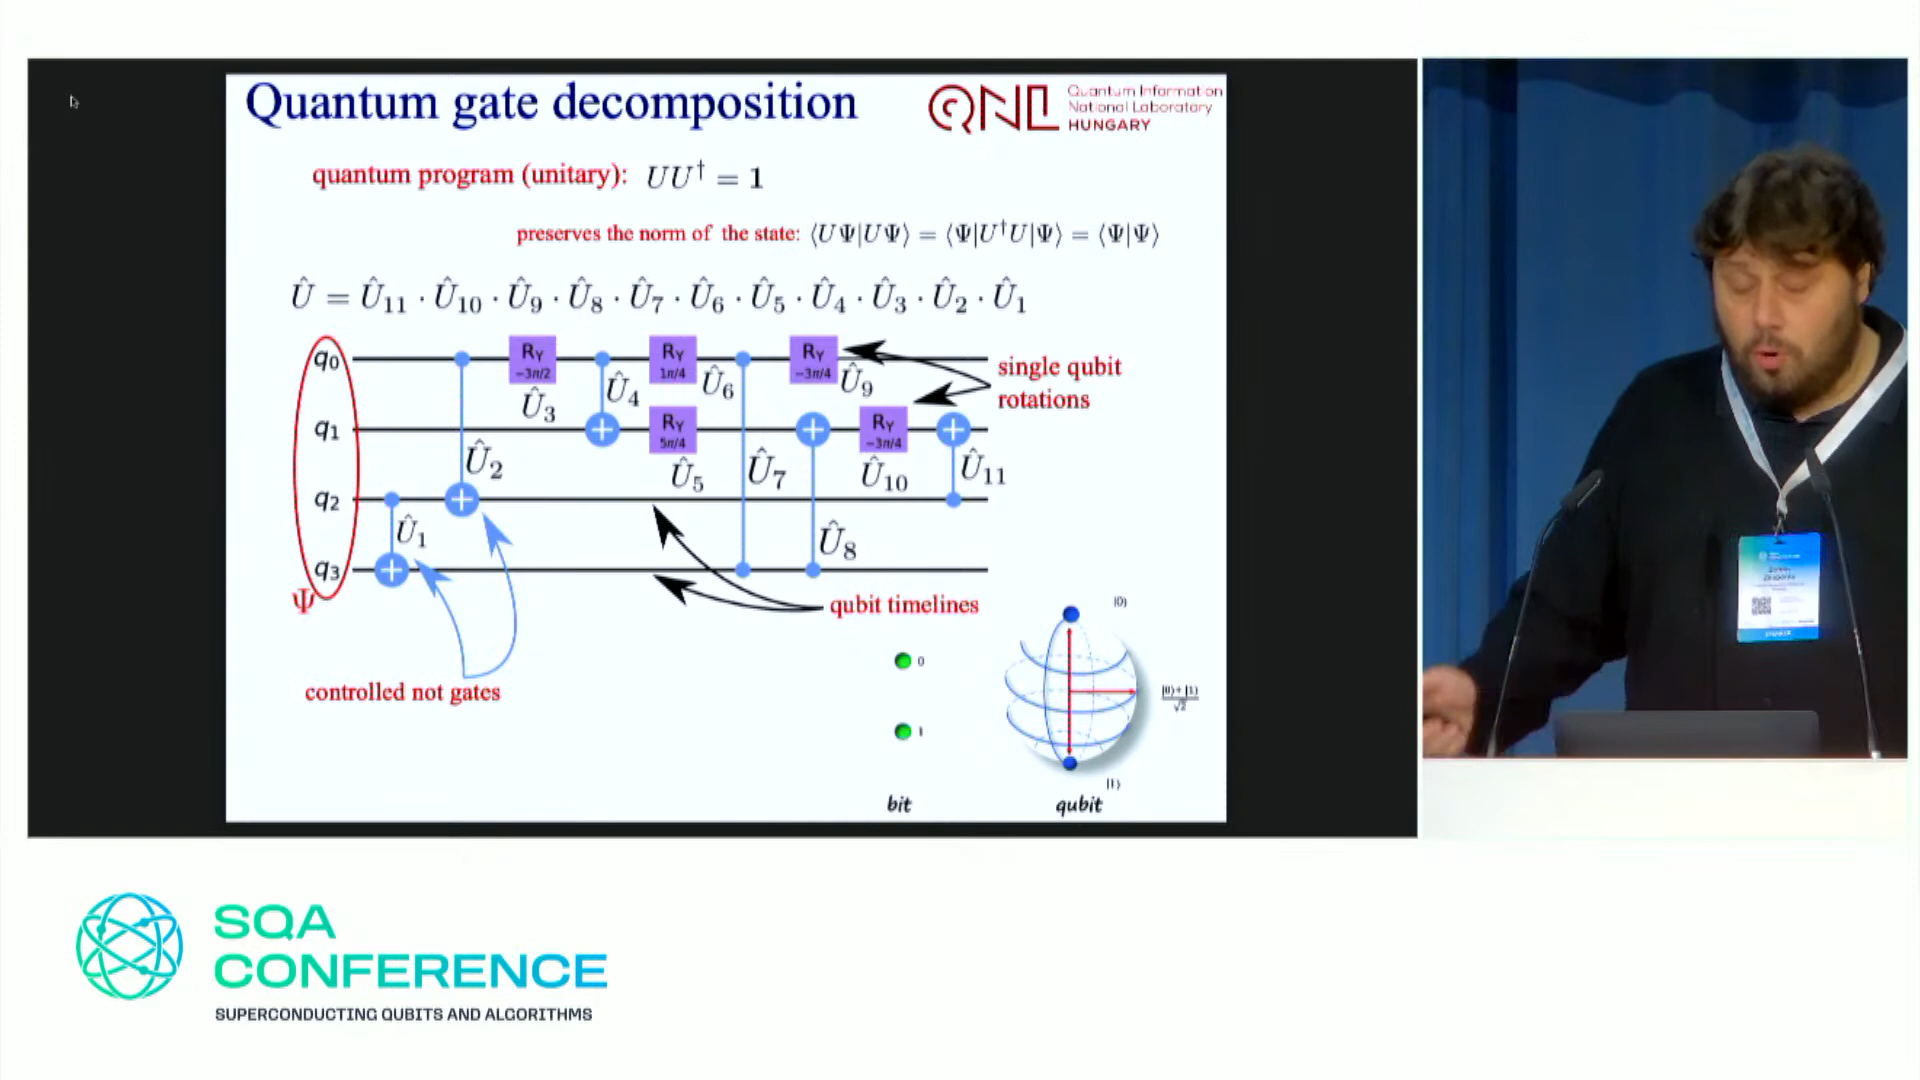 Quantum gate decomposition
QNL
Quantum Information
National Laboratory
HUNGARY
quantum program (unitary): UU† = 1
preserves the norm of the state: ⟨UΨ|UΨ⟩ = ⟨Ψ|U†U|Ψ⟩ = ⟨Ψ|Ψ⟩
Û = Û₁₁ · Û₁₀ · Û₉ · Û₈ · Û₇ · Û₆ · Û₅ · Û₄ · Û₃ · Û₂ · Û₁
q₀
R_Y
−3π/2
R_Y
1π/4
R_Y
−3π/4
Û₃
Û₄
Û₆
Û₉
single qubit
rotations
q₁
R_Y
5π/4
R_Y
−3π/4
Û₂
Û₅
Û₇
Û₁₀
Û₁₁
q₂
Û₁
Û₈
q₃
Ψ
qubit timelines
controlled not gates
0
1
bit
|0⟩
|0⟩+|1⟩
√2
|1⟩
qubit
SQA
CONFERENCE
SUPERCONDUCTING QUBITS AND ALGORITHMS